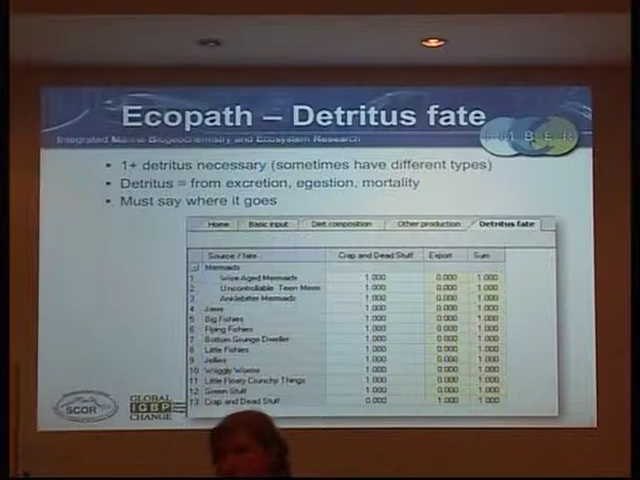 Ecopath – Detritus fate
Integrated Marine Biogeochemistry and Ecosystem Research
IMBER
▪ 1+ detritus necessary (sometimes have different types)
▪ Detritus = from excretion, egestion, mortality
▪ Must say where it goes
Home Basic input Diet composition Other production Detritus fate
Source / fate Crap and Dead Stuff Export Sum
Mermaids
1 Wise Aged Mermaids 1.000 0.000 1.000
2 Uncontrollable Teen Merm 1.000 0.000 1.000
3 Anklebiter Mermaids 1.000 0.000 1.000
4 Jaws 1.000 0.000 1.000
5 Big Fishies 1.000 0.000 1.000
6 Flying Fishies 1.000 0.000 1.000
7 Bottom Grunge Dweller 1.000 0.000 1.000
8 Little Fishies 1.000 0.000 1.000
9 Jellies 1.000 0.000 1.000
10 Wriggly Worms 1.000 0.000 1.000
11 Little Floaty Crunchy Things 1.000 0.000 1.000
12 Green Stuff 1.000 0.000 1.000
13 Crap and Dead Stuff 0.000 1.000 1.000
SCOR
GLOBAL
IGBP
CHANGE